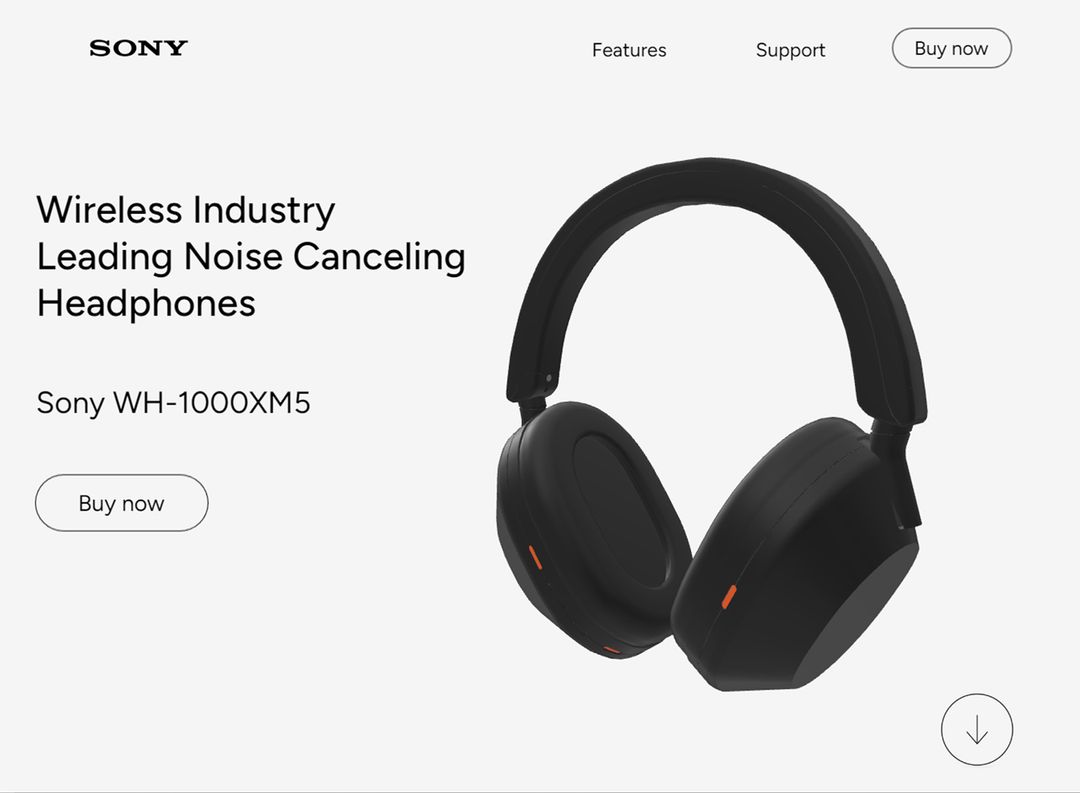 SONY
Features
Support
Buy now
Wireless Industry
Leading Noise Canceling
Headphones
Sony WH-1000XM5
Buy now